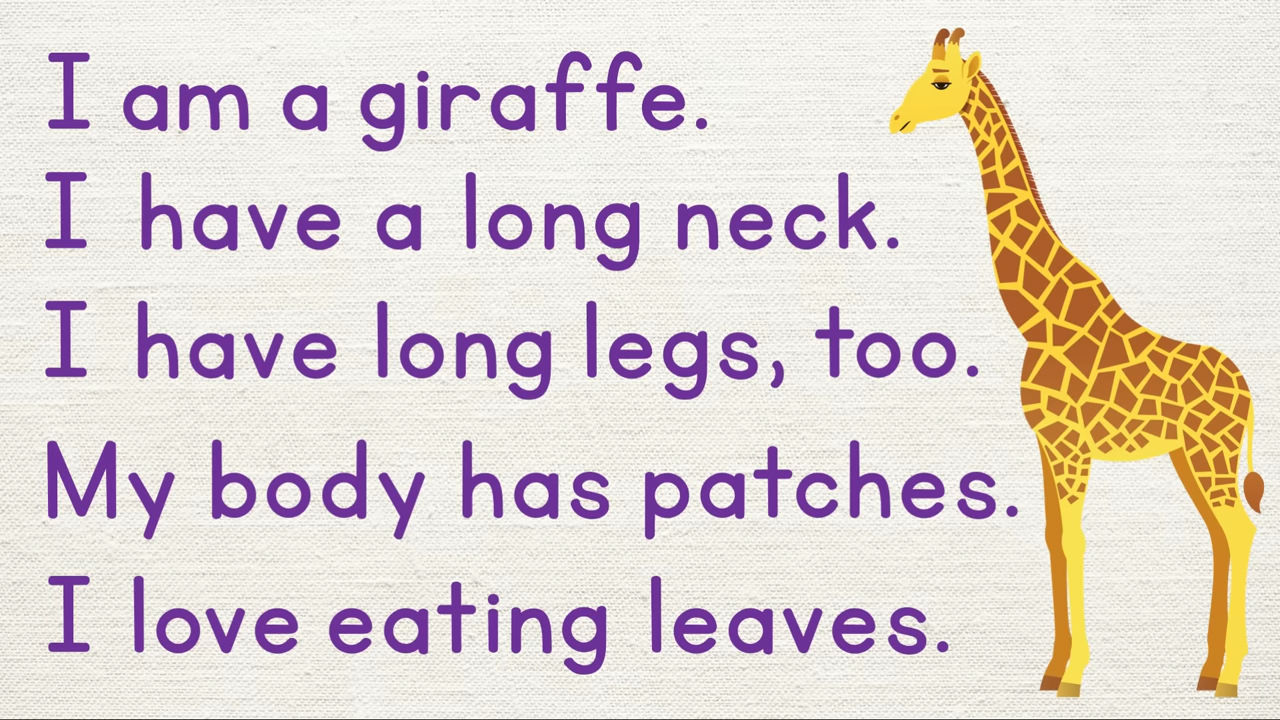 I am a giraffe.
I have a long neck.
I have long legs, too.
My body has patches.
I love eating leaves.